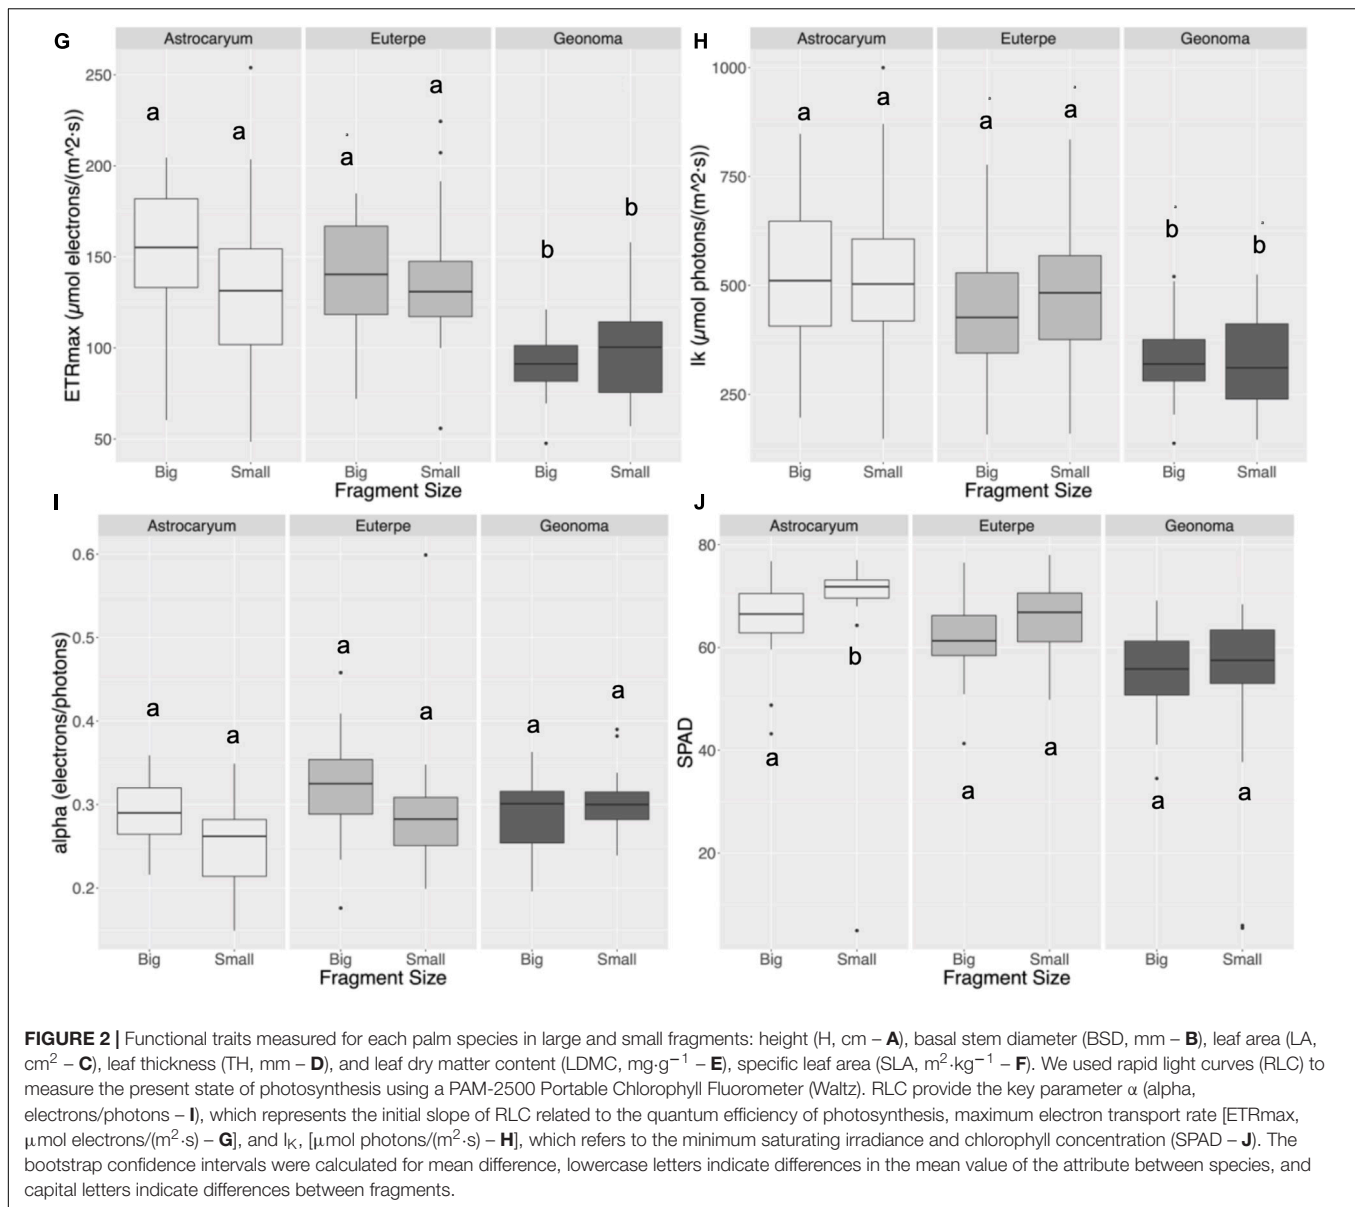 G
Astrocaryum
Euterpe
Geonoma
250
200
150
100
50
ETRmax (µmol electrons/(m^2·s))
a
a
a
a
b
b
Big
Small
Big
Small
Big
Small
Fragment Size
H
Astrocaryum
Euterpe
Geonoma
1000
750
500
250
Ik (µmol photons/(m^2·s))
a
a
a
a
b
b
Big
Small
Big
Small
Big
Small
Fragment Size
I
Astrocaryum
Euterpe
Geonoma
0.6
0.5
0.4
0.3
0.2
alpha (electrons/photons)
a
a
a
a
a
a
Big
Small
Big
Small
Big
Small
Fragment Size
J
Astrocaryum
Euterpe
Geonoma
80
60
40
20
SPAD
a
b
a
a
a
a
Big
Small
Big
Small
Big
Small
Fragment Size
FIGURE 2 | Functional traits measured for each palm species in large and small fragments: height (H, cm – A), basal stem diameter (BSD, mm – B), leaf area (LA,
cm² – C), leaf thickness (TH, mm – D), and leaf dry matter content (LDMC, mg·g⁻¹ – E), specific leaf area (SLA, m²·kg⁻¹ – F). We used rapid light curves (RLC) to
measure the present state of photosynthesis using a PAM-2500 Portable Chlorophyll Fluorometer (Waltz). RLC provide the key parameter α (alpha,
electrons/photons – I), which represents the initial slope of RLC related to the quantum efficiency of photosynthesis, maximum electron transport rate [ETRmax,
μmol electrons/(m²·s) – G], and I_K, [μmol photons/(m²·s) – H], which refers to the minimum saturating irradiance and chlorophyll concentration (SPAD – J). The
bootstrap confidence intervals were calculated for mean difference, lowercase letters indicate differences in the mean value of the attribute between species, and
capital letters indicate differences between fragments.